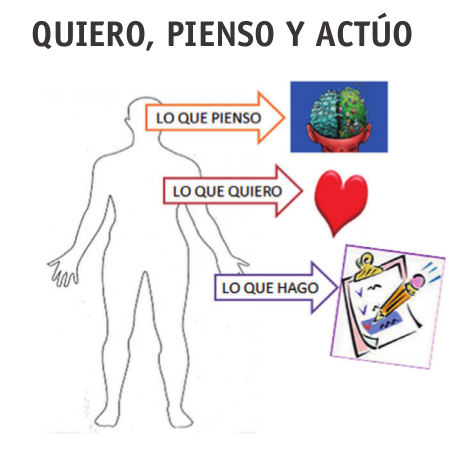 QUIERO, PIENSO Y ACTÚO
LO QUE PIENSO
LO QUE QUIERO
LO QUE HAGO